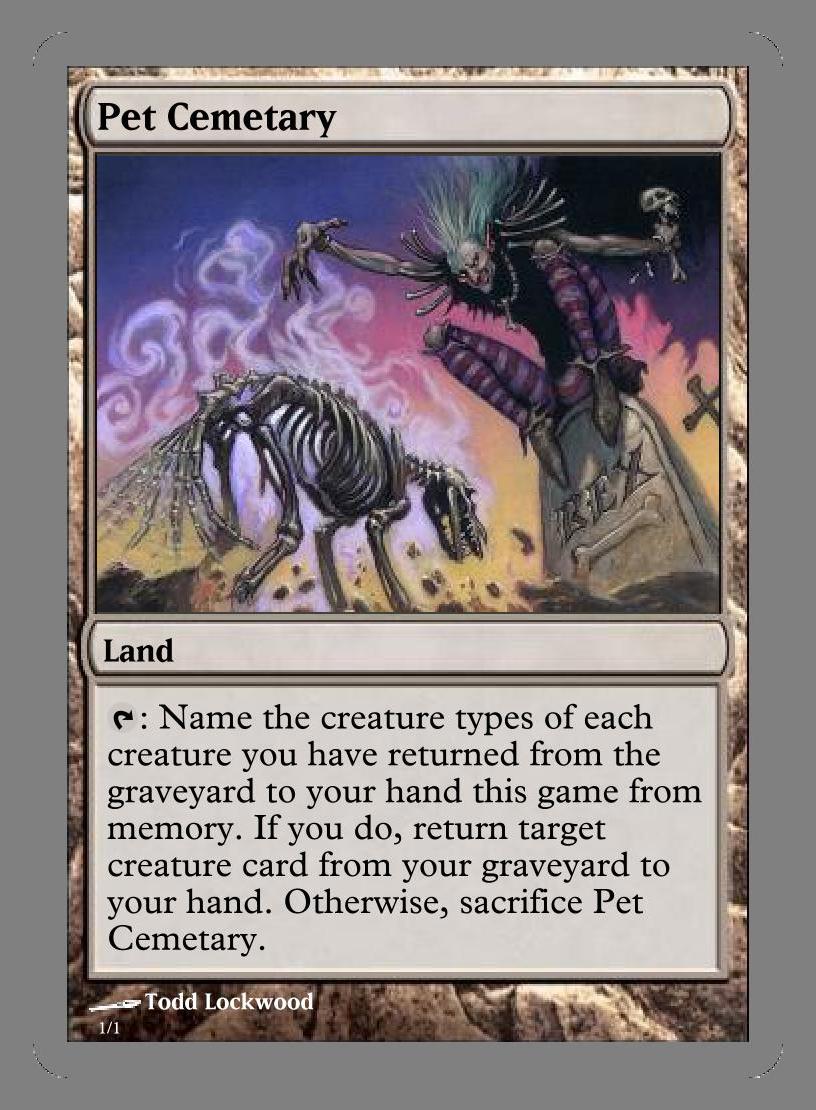 Pet Cemetary
REX
Land
: Name the creature types of each
creature you have returned from the
graveyard to your hand this game from
memory. If you do, return target
creature card from your graveyard to
your hand. Otherwise, sacrifice Pet
Cemetary.
Todd Lockwood
1/1